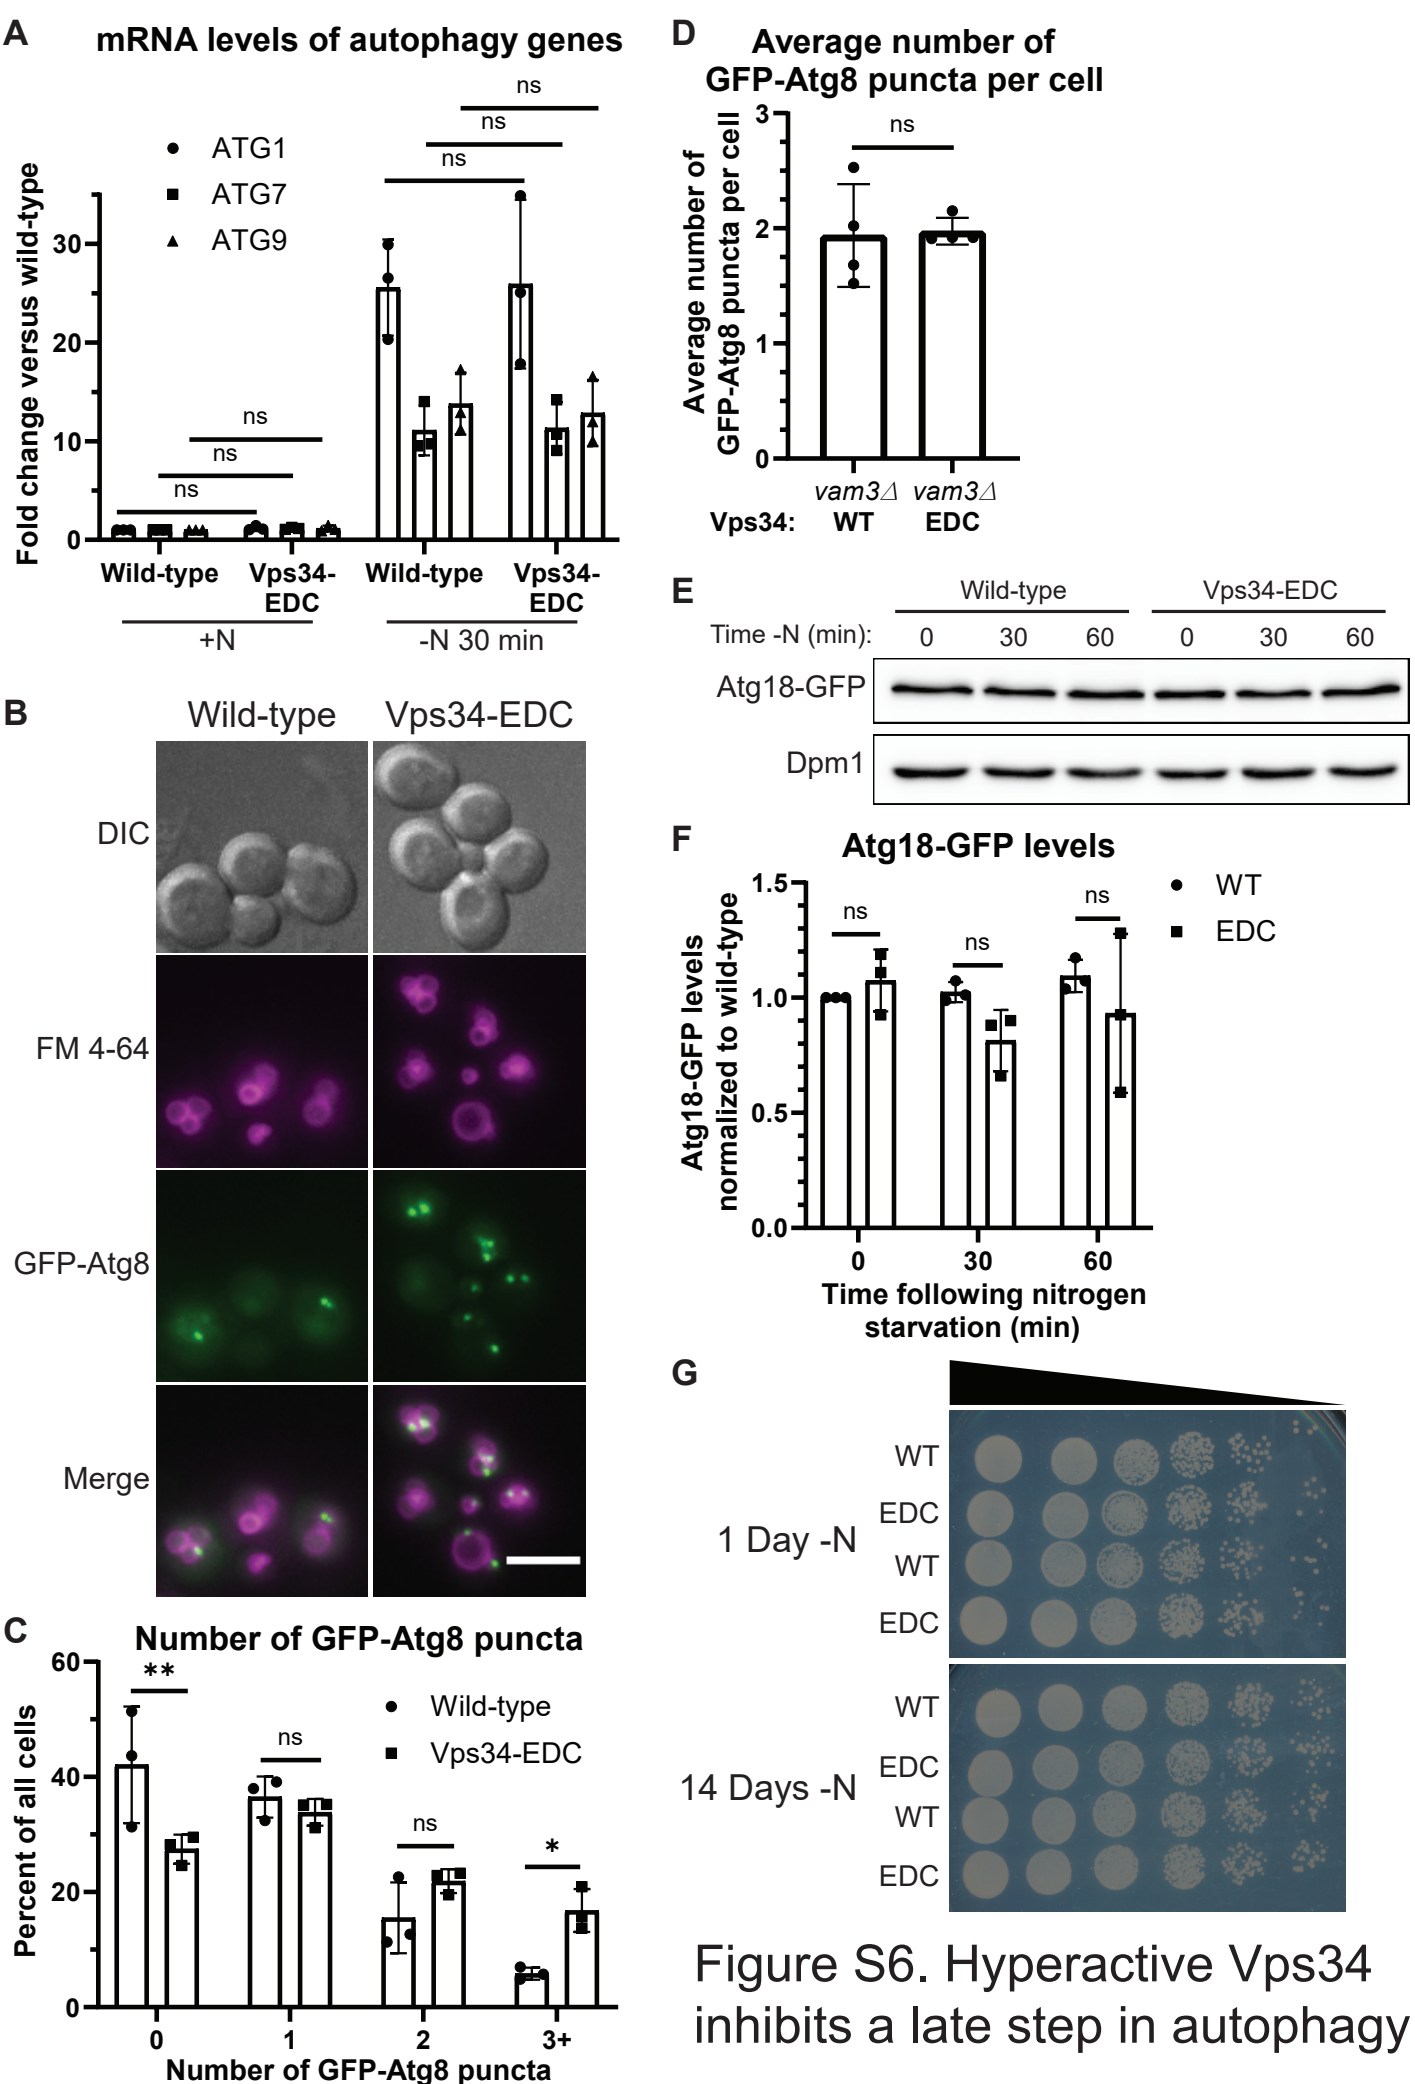 A
mRNA levels of autophagy genes
Fold change versus wild-type
ATG1
ATG7
ATG9
ns
ns
ns
ns
ns
ns
30
20
10
0
Wild-type
Vps34-
EDC
Wild-type
Vps34-
EDC
+N
-N 30 min
B
Wild-type
Vps34-EDC
DIC
FM 4-64
GFP-Atg8
Merge
C
Number of GFP-Atg8 puncta
Percent of all cells
60
40
20
0
**
ns
ns
*
Wild-type
Vps34-EDC
0
1
2
3+
Number of GFP-Atg8 puncta
D
Average number of
GFP-Atg8 puncta per cell
Average number of
GFP-Atg8 puncta per cell
3
2
1
0
ns
vam3Δ vam3Δ
Vps34: WT EDC
E
Wild-type
Vps34-EDC
Time -N (min): 0 30 60 0 30 60
Atg18-GFP
Dpm1
F
Atg18-GFP levels
Atg18-GFP levels
normalized to wild-type
1.5
1.0
0.5
0.0
ns
ns
ns
WT
EDC
0
30
60
Time following nitrogen
starvation (min)
G
1 Day -N
WT
EDC
WT
EDC
14 Days -N
WT
EDC
WT
EDC
Figure S6. Hyperactive Vps34
inhibits a late step in autophagy